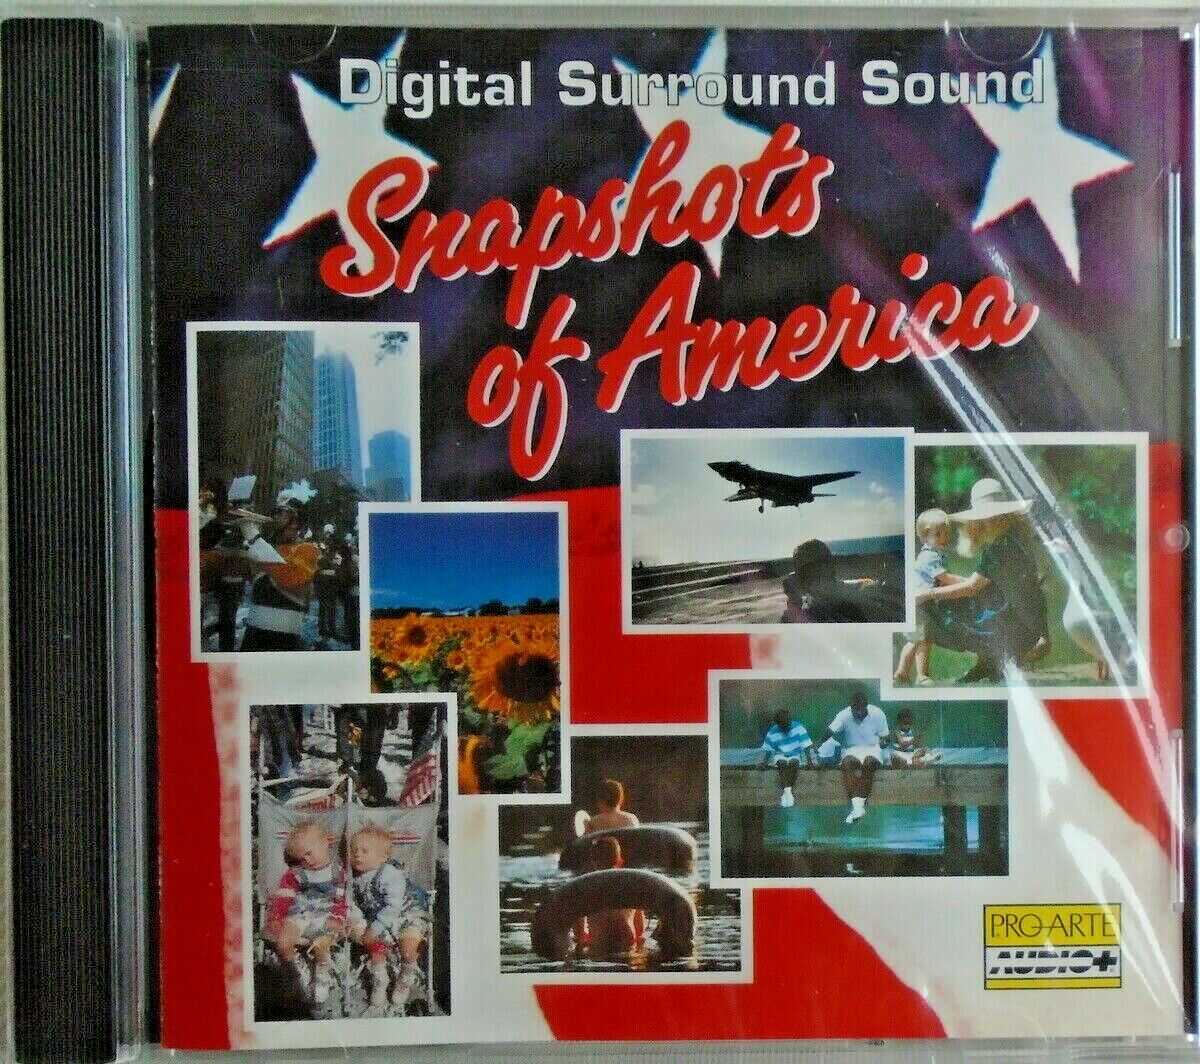 Digital Surround Sound
Snapshots
of America
PRO-ARTE
AUDIO+